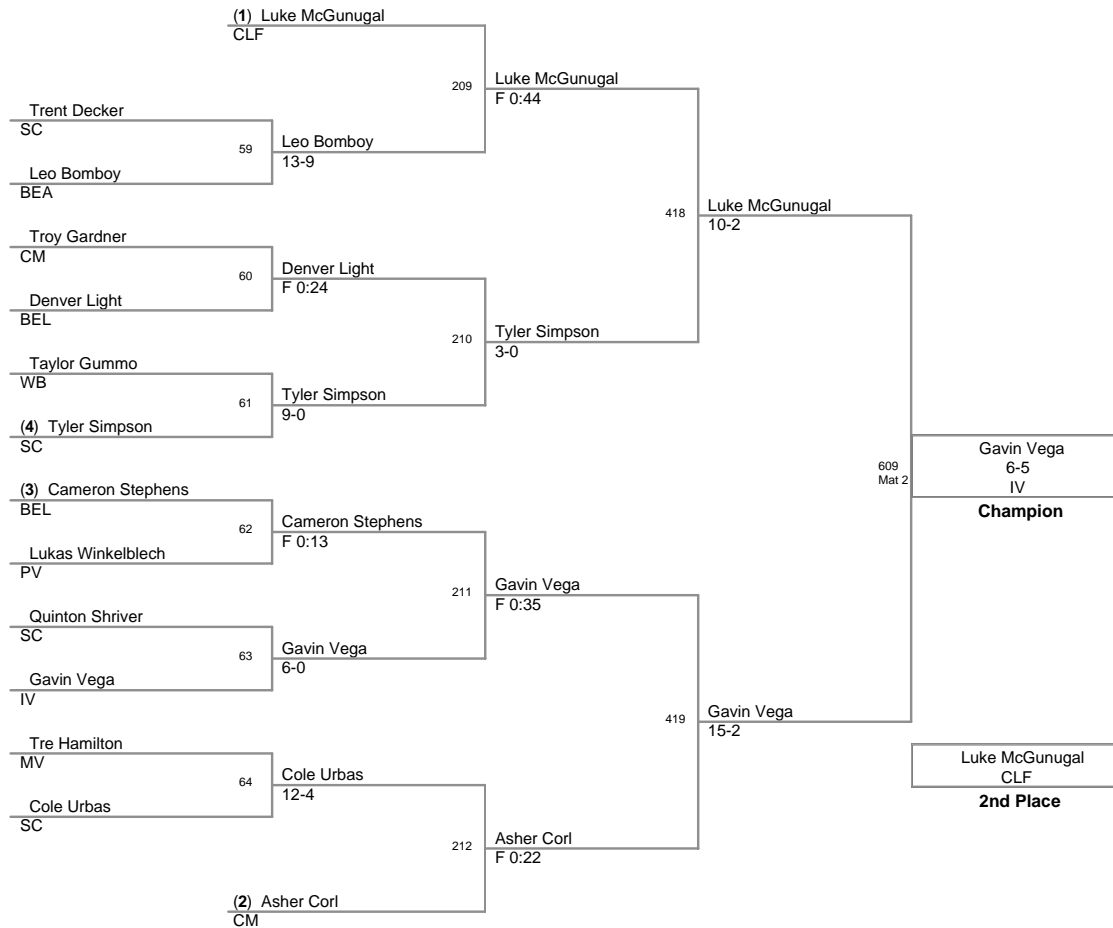 (1) Luke McGunugal
CLF
209
Luke McGunugal
F 0:44
Trent Decker
SC
59
Leo Bomboy
13-9
Leo Bomboy
BEA
418
Luke McGunugal
10-2
Troy Gardner
CM
60
Denver Light
F 0:24
Denver Light
BEL
210
Tyler Simpson
3-0
Taylor Gummo
WB
61
Tyler Simpson
9-0
(4) Tyler Simpson
SC
609
Mat 2
Gavin Vega
6-5
IV
Champion
(3) Cameron Stephens
BEL
62
Cameron Stephens
F 0:13
Lukas Winkelblech
PV
211
Gavin Vega
F 0:35
Quinton Shriver
SC
63
Gavin Vega
6-0
Gavin Vega
IV
419
Gavin Vega
15-2
Tre Hamilton
MV
64
Cole Urbas
12-4
Cole Urbas
SC
Luke McGunugal
CLF
2nd Place
212
Asher Corl
F 0:22
(2) Asher Corl
CM